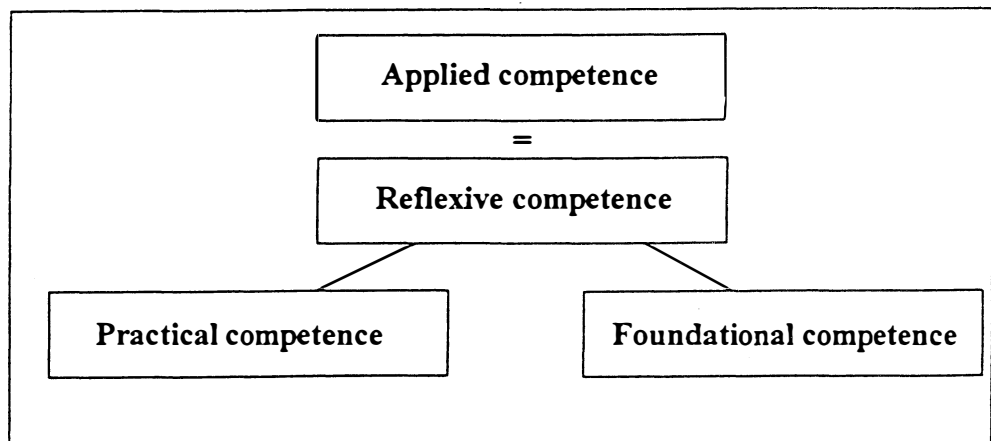 Applied competence
=
Reflexive competence
Practical competence
Foundational competence